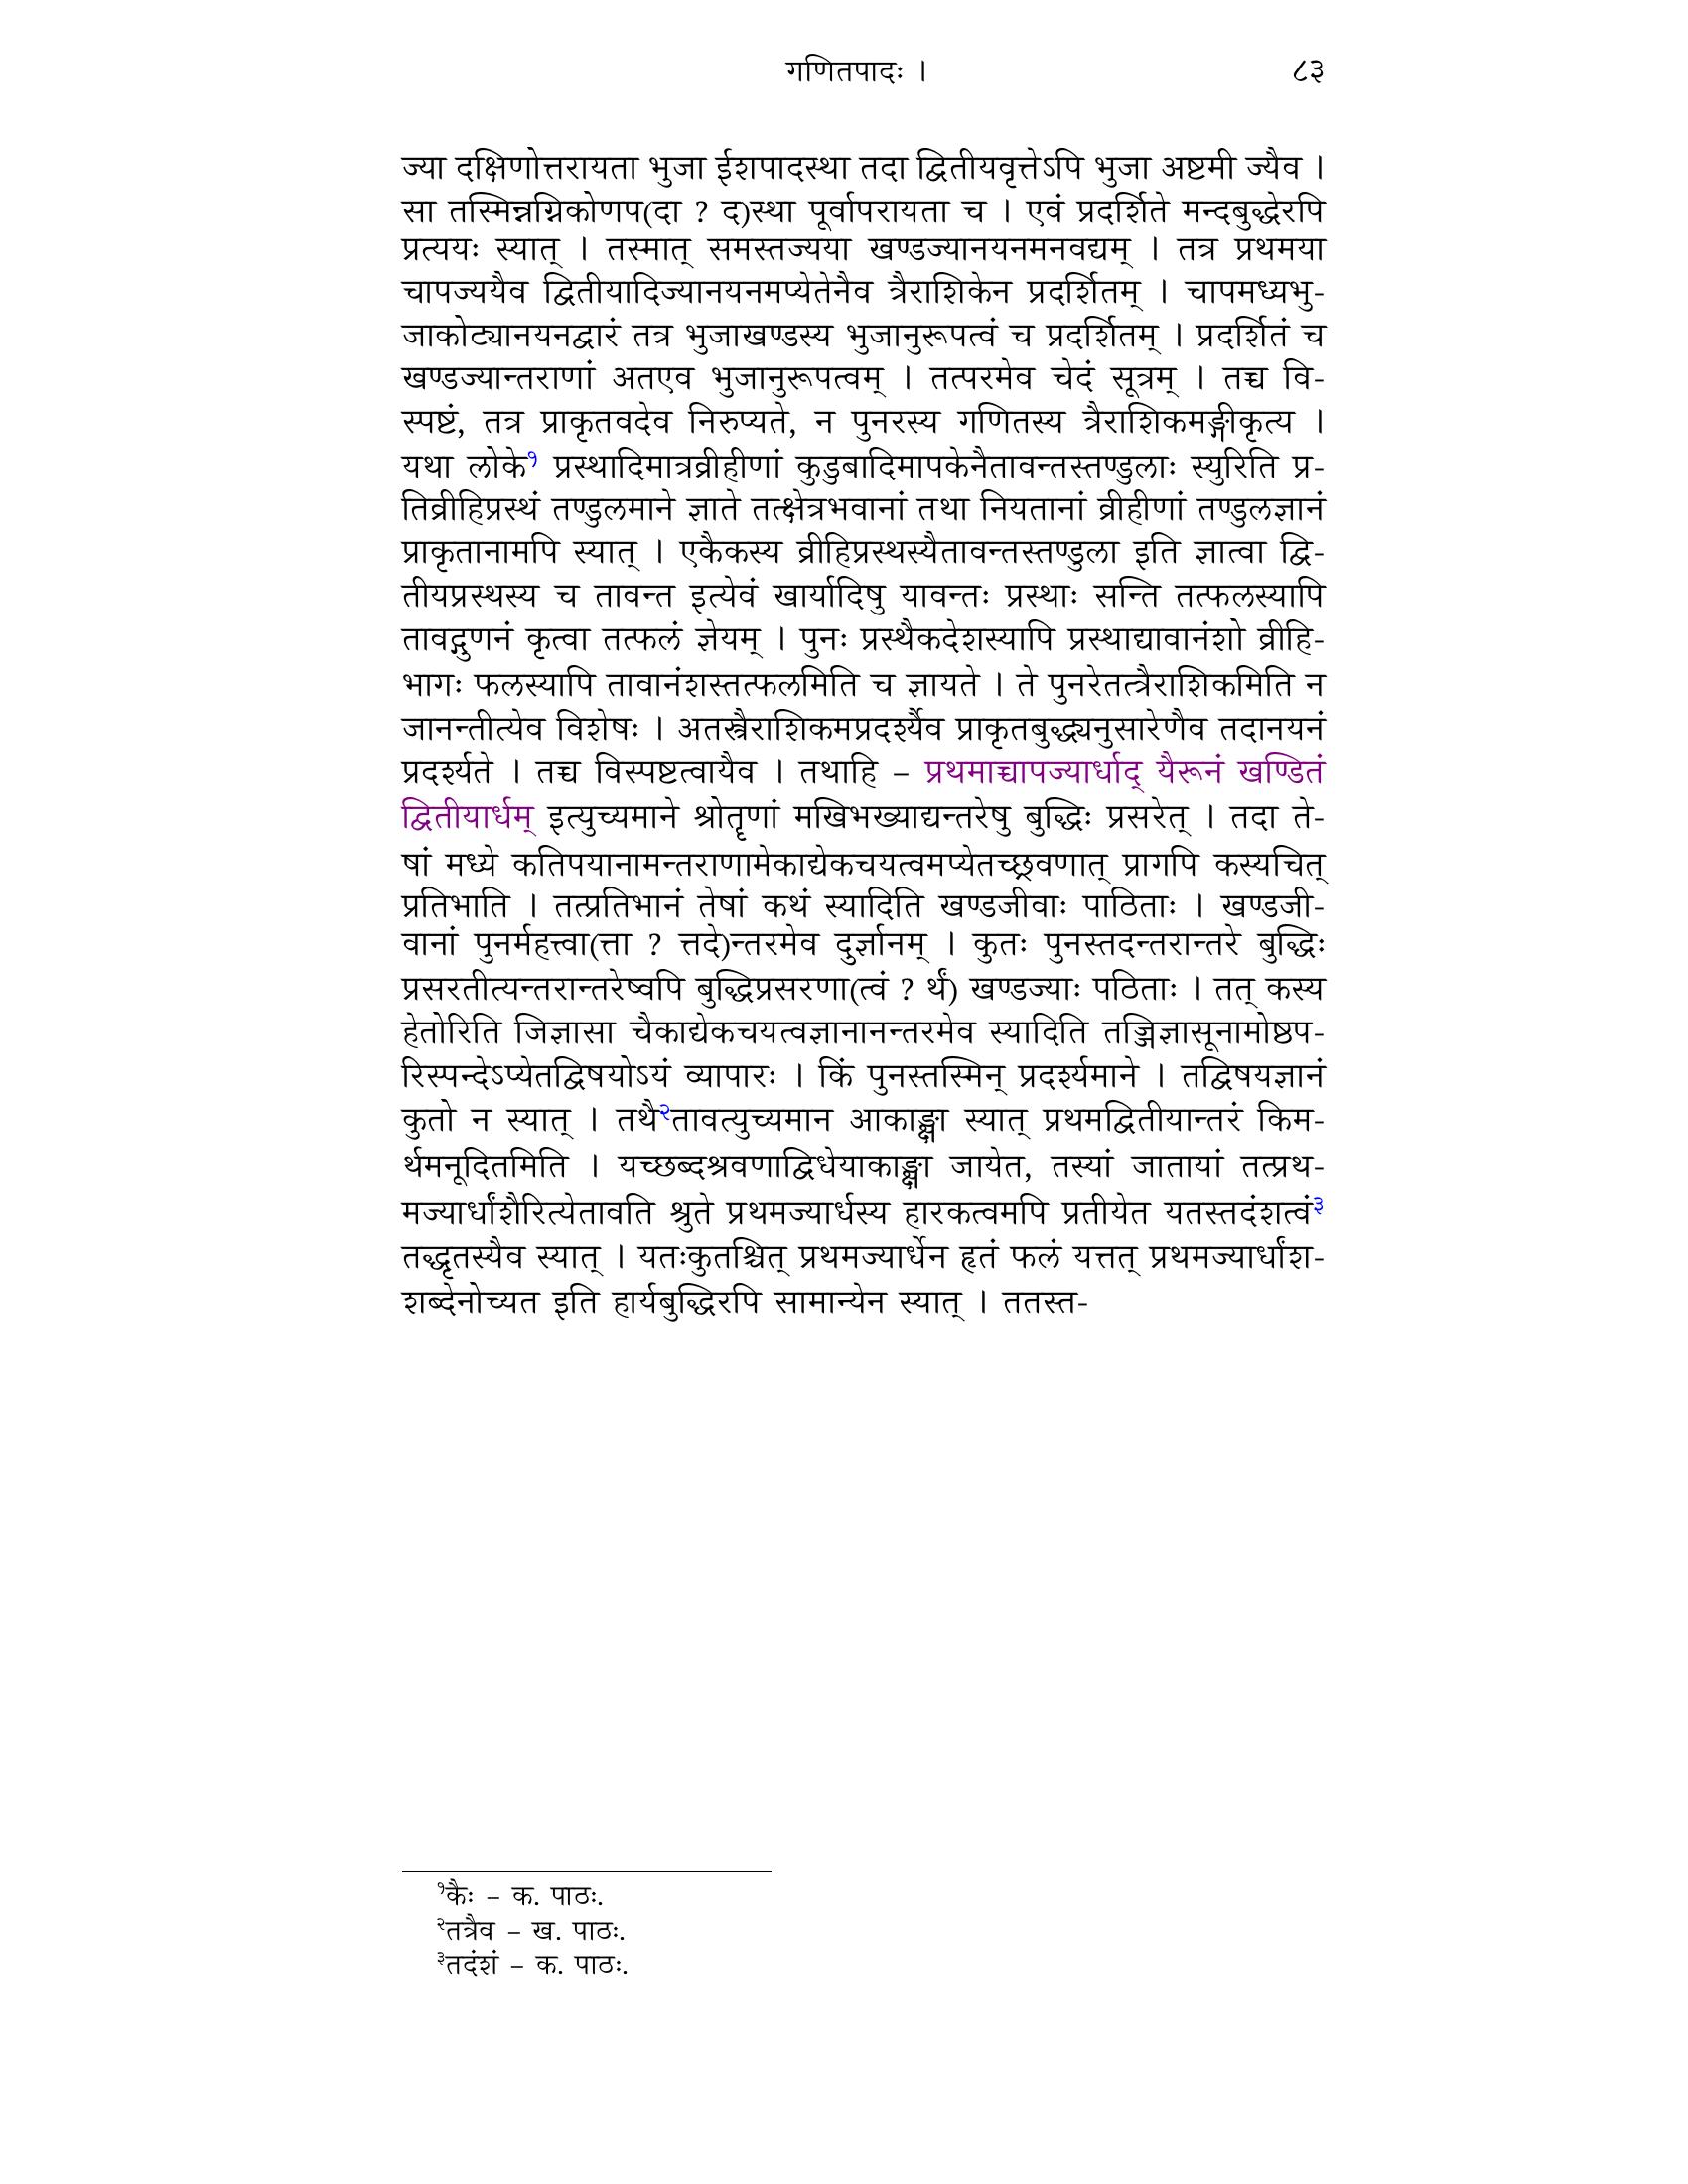 गणितपादः । ८३
ज्या दक्षिणोत्तरायता भुजा ईशपादस्था तदा द्वितीयवृत्तेऽपि भुजा अष्टमी ज्यैव ।
सा तस्मिन्नग्निकोणप(दा ? द)स्था पूर्वापरायता च । एवं प्रदर्शिते मन्दबुद्धेरपि
प्रत्ययः स्यात् । तस्मात् समस्तज्यया खण्डज्यानयनमनवद्यम् । तत्र प्रथमया
चापज्ययैव द्वितीयादिज्यानयनमप्येतेनैव त्रैराशिकेन प्रदर्शितम् । चापमध्यभु-
जाकोट्यानयनद्वारं तत्र भुजाखण्डस्य भुजानुरूपत्वं च प्रदर्शितम् । प्रदर्शितं च
खण्डज्यान्तराणां अतएव भुजानुरूपत्वम् । तत्परमेव चेदं सूत्रम् । तच्च वि-
स्पष्टं, तत्र प्राकृतवदेव निरुप्यते, न पुनरस्य गणितस्य त्रैराशिकमङ्गीकृत्य ।
यथा लोके१ प्रस्थादिमात्रव्रीहीणां कुडुबादिमापकेनैतावन्तस्तण्डुलाः स्युरिति प्र-
तिव्रीहिप्रस्थं तण्डुलमाने ज्ञाते तत्क्षेत्रभवानां तथा नियतानां व्रीहीणां तण्डुलज्ञानं
प्राकृतानामपि स्यात् । एकैकस्य व्रीहिप्रस्थस्यैतावन्तस्तण्डुला इति ज्ञात्वा द्वि-
तीयप्रस्थस्य च तावन्त इत्येवं खार्यादिषु यावन्तः प्रस्थाः सन्ति तत्फलस्यापि
तावद्गुणनं कृत्वा तत्फलं ज्ञेयम् । पुनः प्रस्थैकदेशस्यापि प्रस्थाद्यावानंशो व्रीहि-
भागः फलस्यापि तावानंशस्तत्फलमिति च ज्ञायते । ते पुनरेतत्त्रैराशिकमिति न
जानन्तीत्येव विशेषः । अतस्त्रैराशिकमप्रदर्श्यैव प्राकृतबुद्ध्यनुसारेणैव तदानयनं
प्रदर्श्यते । तच्च विस्पष्टत्वायैव । तथाहि – प्रथमाच्चापज्यार्धाद् यैरूनं खण्डितं
द्वितीयार्धम् इत्युच्यमाने श्रोतॄणां मखिभख्याद्यन्तरेषु बुद्धिः प्रसरेत् । तदा ते-
षां मध्ये कतिपयानामन्तराणामेकाद्येकचयत्वमप्येतच्छ्रवणात् प्रागपि कस्यचित्
प्रतिभाति । तत्प्रतिभानं तेषां कथं स्यादिति खण्डजीवाः पाठिताः । खण्डजी-
वानां पुनर्महत्त्वा(त्ता ? त्तदे)न्तरमेव दुर्ज्ञानम् । कुतः पुनस्तदन्तरान्तरे बुद्धिः
प्रसरतीत्यन्तरान्तरेष्वपि बुद्धिप्रसरणा(त्वं ? र्थं) खण्डज्याः पठिताः । तत् कस्य
हेतोरिति जिज्ञासा चैकाद्येकचयत्वज्ञानानन्तरमेव स्यादिति तज्जिज्ञासूनामोष्ठप-
रिस्पन्देऽप्येतद्विषयोऽयं व्यापारः । किं पुनस्तस्मिन् प्रदर्श्यमाने । तद्विषयज्ञानं
कुतो न स्यात् । तथै२तावत्युच्यमान आकाङ्क्षा स्यात् प्रथमद्वितीयान्तरं किम-
र्थमनूदितमिति । यच्छब्दश्रवणाद्विधेयाकाङ्क्षा जायेत, तस्यां जातायां तत्प्रथ-
मज्यार्धांशैरित्येतावति श्रुते प्रथमज्यार्धस्य हारकत्वमपि प्रतीयेत यतस्तदंशत्वं३
तद्धृतस्यैव स्यात् । यतःकुतश्चित् प्रथमज्यार्धेन हृतं फलं यत्तत् प्रथमज्यार्धांश-
शब्देनोच्यत इति हार्यबुद्धिरपि सामान्येन स्यात् । ततस्त-
१कैः – क. पाठः.
२तत्रैव – ख. पाठः.
३तदंशं – क. पाठः.